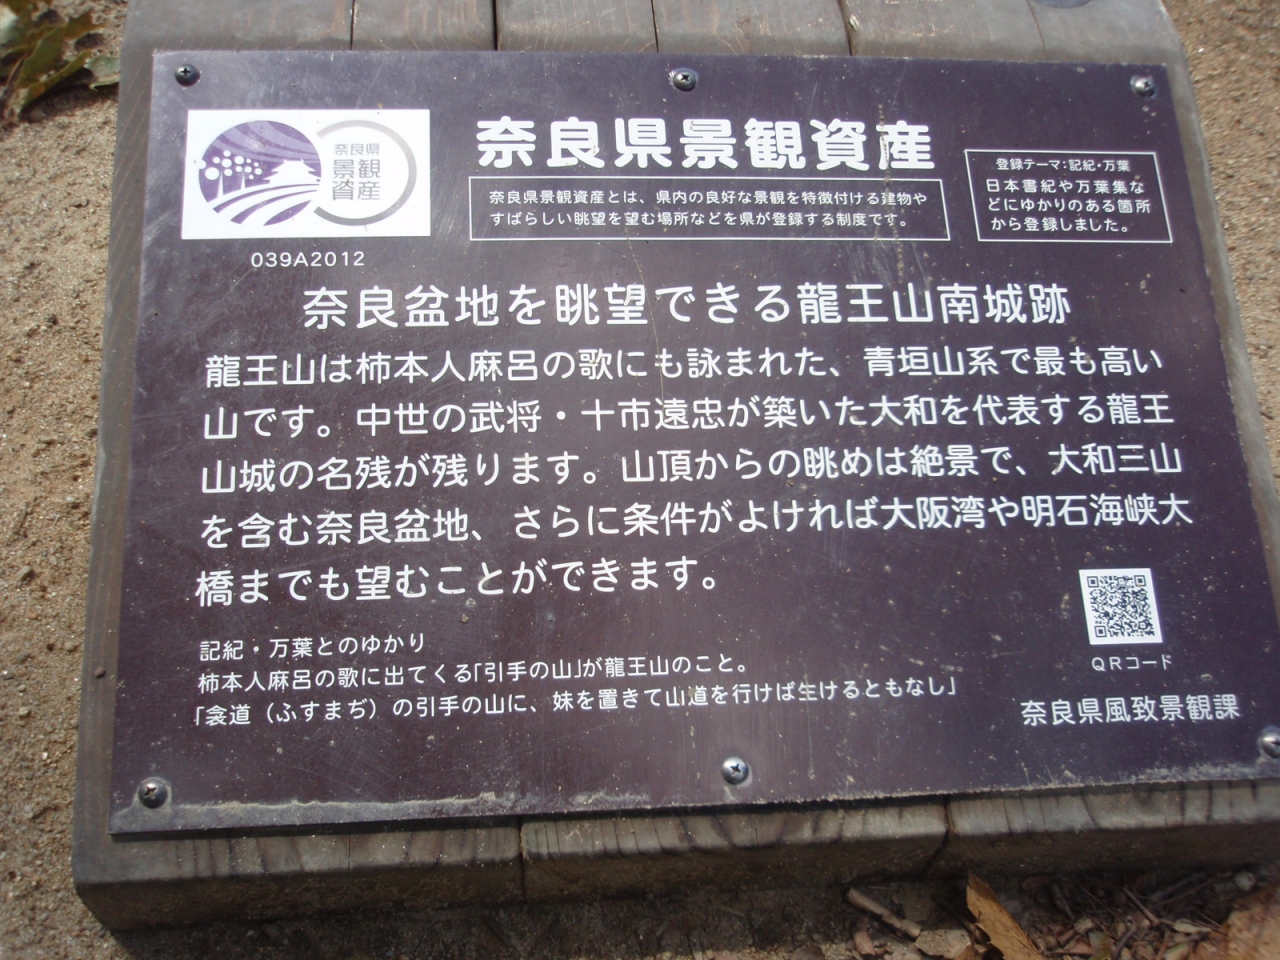 奈良県
景観
資産
039A2012
奈良県景観資産
奈良県景観資産とは、県内の良好な景観を特徴付ける建物や
すばらしい眺望を望む場所などを県が登録する制度です。
登録テーマ：記紀・万葉
日本書紀や万葉集な
どにゆかりのある箇所
から登録しました。
奈良盆地を眺望できる龍王山南城跡
龍王山は柿本人麻呂の歌にも詠まれた、青垣山系で最も高い
山です。中世の武将・十市遠忠が築いた大和を代表する龍王
山城の名残が残ります。山頂からの眺めは絶景で、大和三山
を含む奈良盆地、さらに条件がよければ大阪湾や明石海峡大
橋までも望むことができます。
記紀・万葉とのゆかり
柿本人麻呂の歌に出てくる「引手の山」が龍王山のこと。
「衾道（ふすまぢ）の引手の山に、妹を置きて山道を行けば生けるともなし」
QRコード
奈良県風致景観課